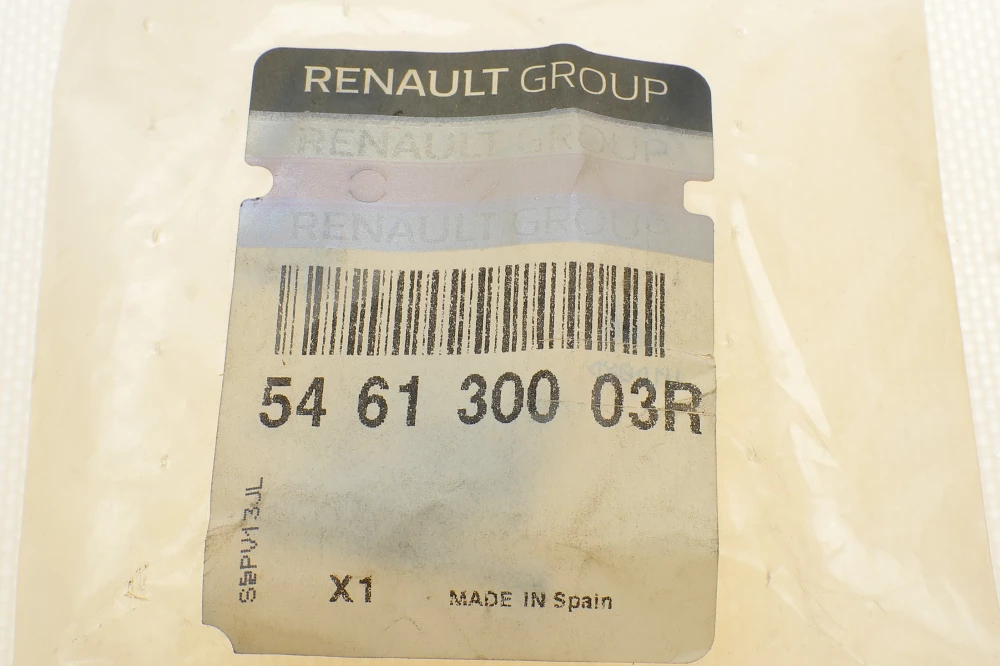 RENAULT GROUP
RENAULT GROUP
RENAULT GROUP
54 61 300 03R
X1
MADE IN Spain